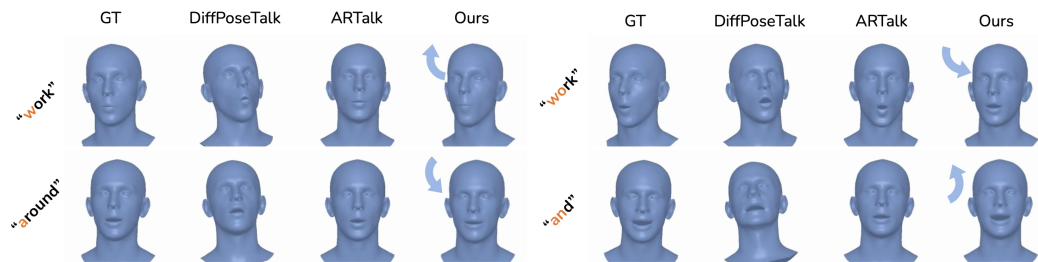 GT DiffPoseTalk ARTalk Ours
"work"
"around"
GT DiffPoseTalk ARTalk Ours
"work"
"and"